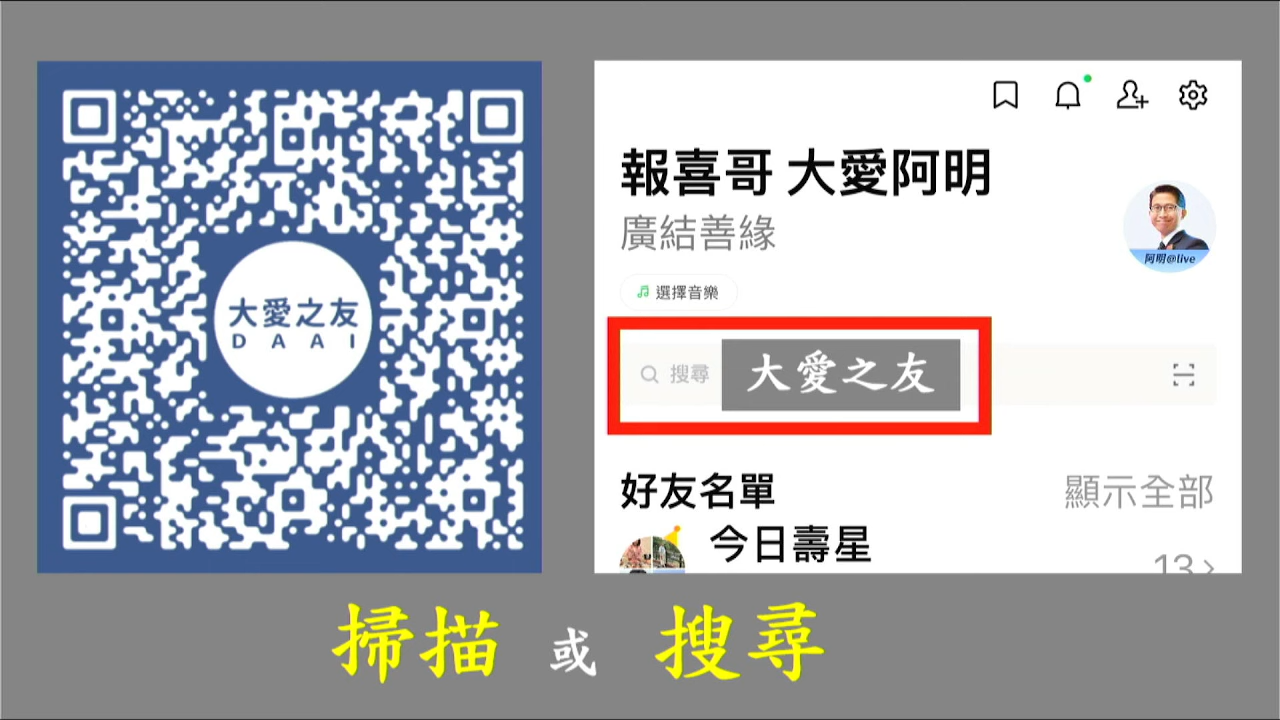 大愛之友
DAAI
報喜哥 大愛阿明
廣結善緣
阿明@live
選擇音樂
搜尋 大愛之友
好友名單 顯示全部
今日壽星
13
掃描 或 搜尋